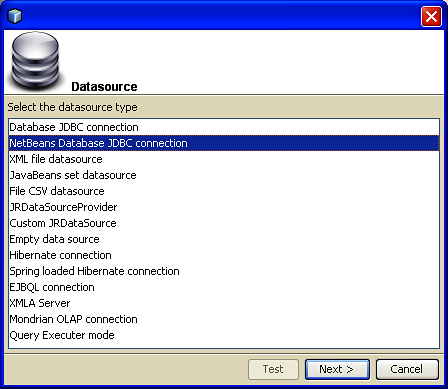 Datasource
Select the datasource type
Database JDBC connection
NetBeans Database JDBC connection
XML file datasource
JavaBeans set datasource
File CSV datasource
JRDataSourceProvider
Custom JRDataSource
Empty data source
Hibernate connection
Spring loaded Hibernate connection
EJBQL connection
XMLA Server
Mondrian OLAP connection
Query Executer mode
Test Next > Cancel